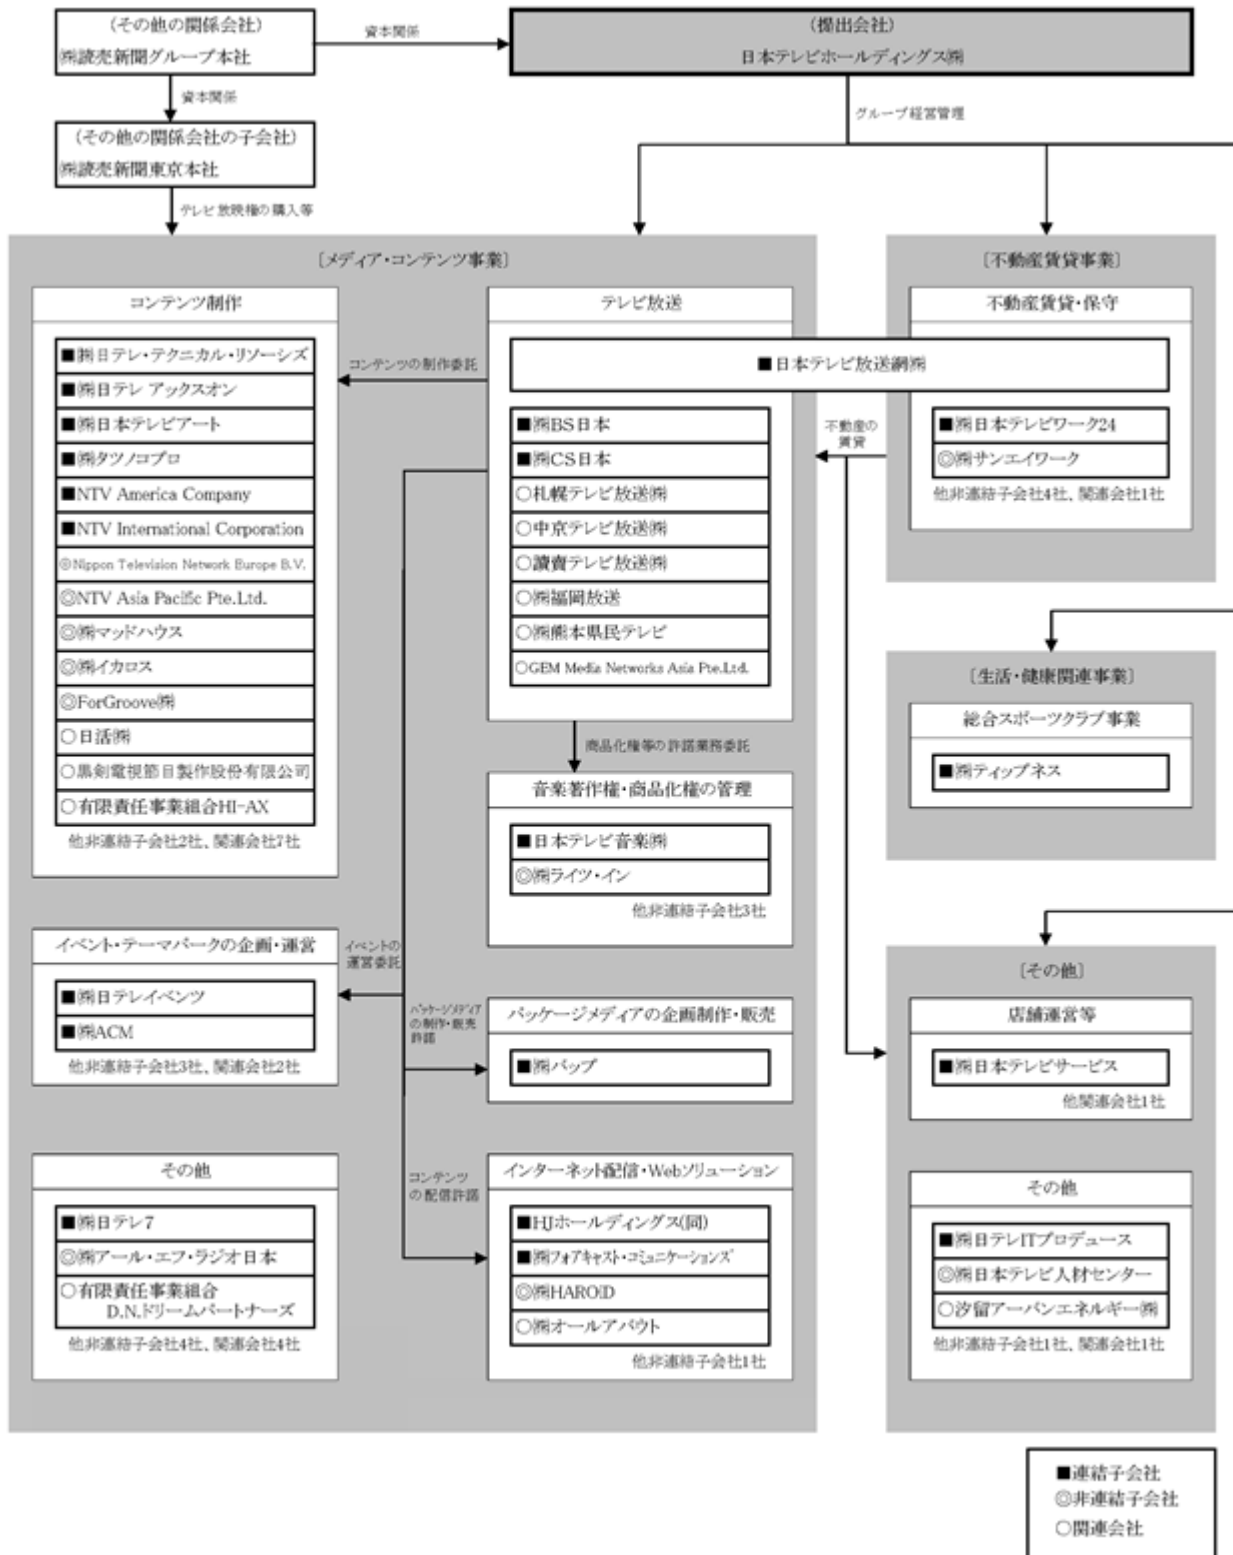 (その他の関係会社)
㈱読売新聞グループ本社
資本関係
(提出会社)
日本テレビホールディングス㈱
資本関係
グループ経営管理
(その他の関係会社の子会社)
㈱読売新聞東京本社
テレビ放映権の購入等
〔メディア・コンテンツ事業〕
コンテンツ制作
■㈱日テレ・テクニカル・リソーシズ
■㈱日テレ アックスオン
■㈱日本テレビアート
■㈱タツノコプロ
■NTV America Company
■NTV International Corporation
◎Nippon Television Network Europe B.V.
◎NTV Asia Pacific Pte.Ltd.
◎㈱マッドハウス
◎㈱イカロス
◎ForGroove㈱
○日活㈱
○黒剣電視節目製作股份有限公司
○有限責任事業組合HI-AX
他非連結子会社2社、関連会社7社
コンテンツの制作委託
テレビ放送
■日本テレビ放送網㈱
■㈱BS日本
■㈱CS日本
○札幌テレビ放送㈱
○中京テレビ放送㈱
○讀賣テレビ放送㈱
○㈱福岡放送
○㈱熊本県民テレビ
○GEM Media Networks Asia Pte.Ltd.
商品化権等の許諾業務委託
音楽著作権・商品化権の管理
■日本テレビ音楽㈱
◎㈱ライツ・イン
他非連結子会社3社
イベント・テーマパークの企画・運営
■㈱日テレイベンツ
■㈱ACM
他非連結子会社3社、関連会社2社
イベントの
運営委託
パッケージメディア
の制作・販売
許諾
パッケージメディアの企画制作・販売
■㈱バップ
その他
■㈱日テレ7
◎㈱アール・エフ・ラジオ日本
○有限責任事業組合
D.N.ドリームパートナーズ
他非連結子会社4社、関連会社4社
コンテンツ
の配信許諾
インターネット配信・Webソリューション
■HJホールディングス(同)
■㈱フォアキャスト・コミュニケーションズ
◎㈱HAROiD
○㈱オールアバウト
他非連結子会社1社
〔不動産賃貸事業〕
不動産賃貸・保守
■㈱日本テレビワーク24
◎㈱サンエイワーク
他非連結子会社4社、関連会社1社
不動産の
賃貸
〔生活・健康関連事業〕
総合スポーツクラブ事業
■㈱ティップネス
〔その他〕
店舗運営等
■㈱日本テレビサービス
他関連会社1社
その他
■㈱日テレITプロデュース
◎㈱日本テレビ人材センター
○汐留アーバンエネルギー㈱
他非連結子会社1社、関連会社1社
■連結子会社
◎非連結子会社
○関連会社